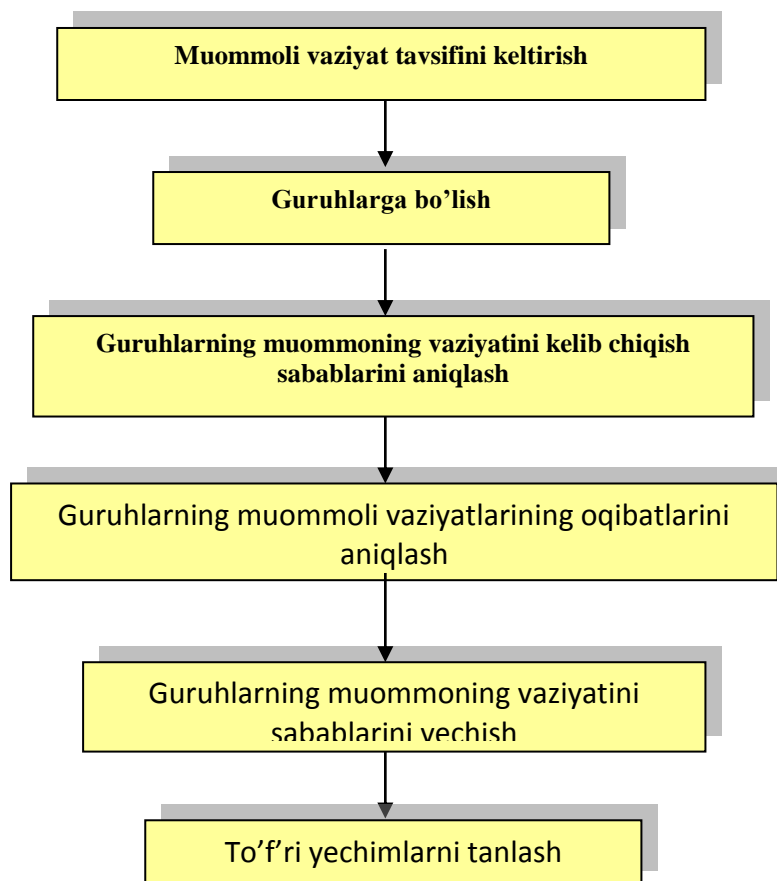 Muommoli vaziyat tavsifini keltirish
Guruhlarga bo’lish
Guruhlarning muommoning vaziyatini kelib chiqish
sabablarini aniqlash
Guruhlarning muommoli vaziyatlarining oqibatlarini
aniqlash
Guruhlarning muommoning vaziyatini
sabablarini yechish
To’f’ri yechimlarni tanlash